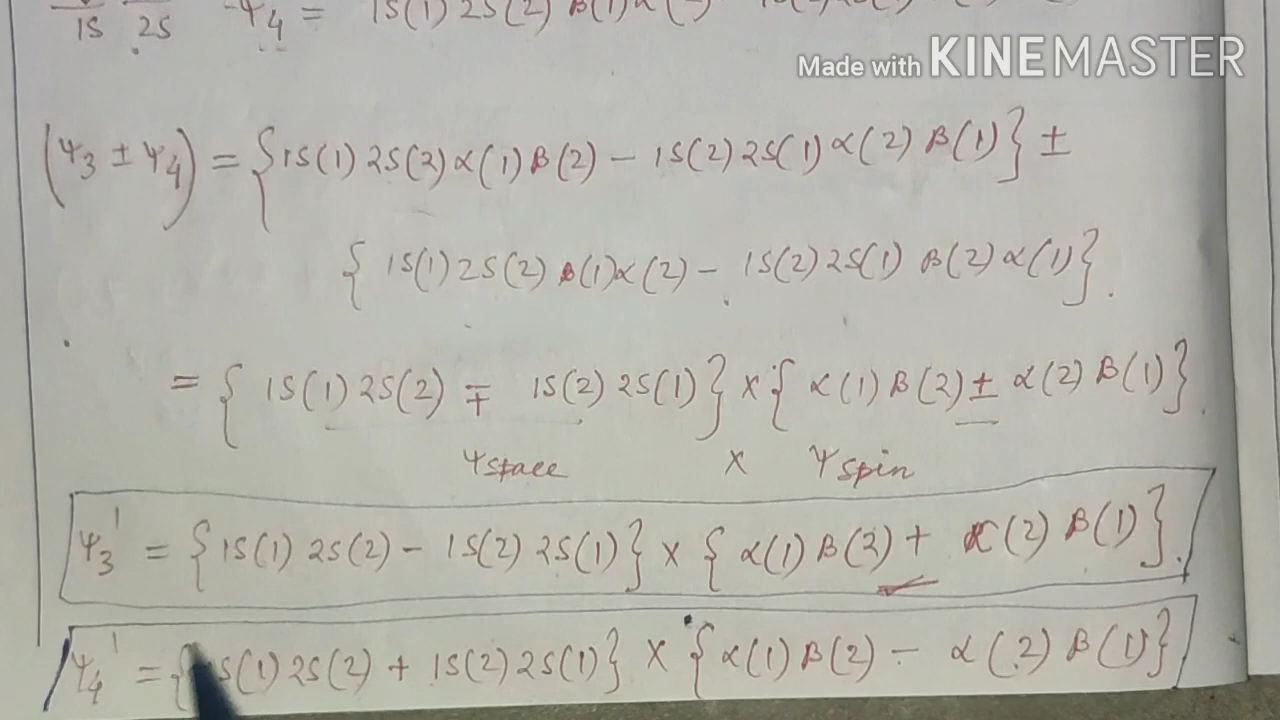 1S 2S Ψ4 = 1S(1) 2S(2) β(1) α(
Made with KINEMASTER
(Ψ3 ± Ψ4) = {1S(1) 2S(2) α(1) β(2) − 1S(2) 2S(1) α(2) β(1)} ±
{ 1S(1) 2S(2) β(1) α(2) − 1S(2) 2S(1) β(2) α(1)}.
= { 1S(1) 2S(2) ∓ 1S(2) 2S(1)} × { α(1) β(2) ± α(2) β(1)}.
Ψspace × Ψspin
Ψ3' = {1S(1) 2S(2) − 1S(2) 2S(1)} × { α(1) β(2) + α(2) β(1)}.
Ψ4' = {1S(1) 2S(2) + 1S(2) 2S(1)} × {α(1) β(2) − α(2) β(1)}